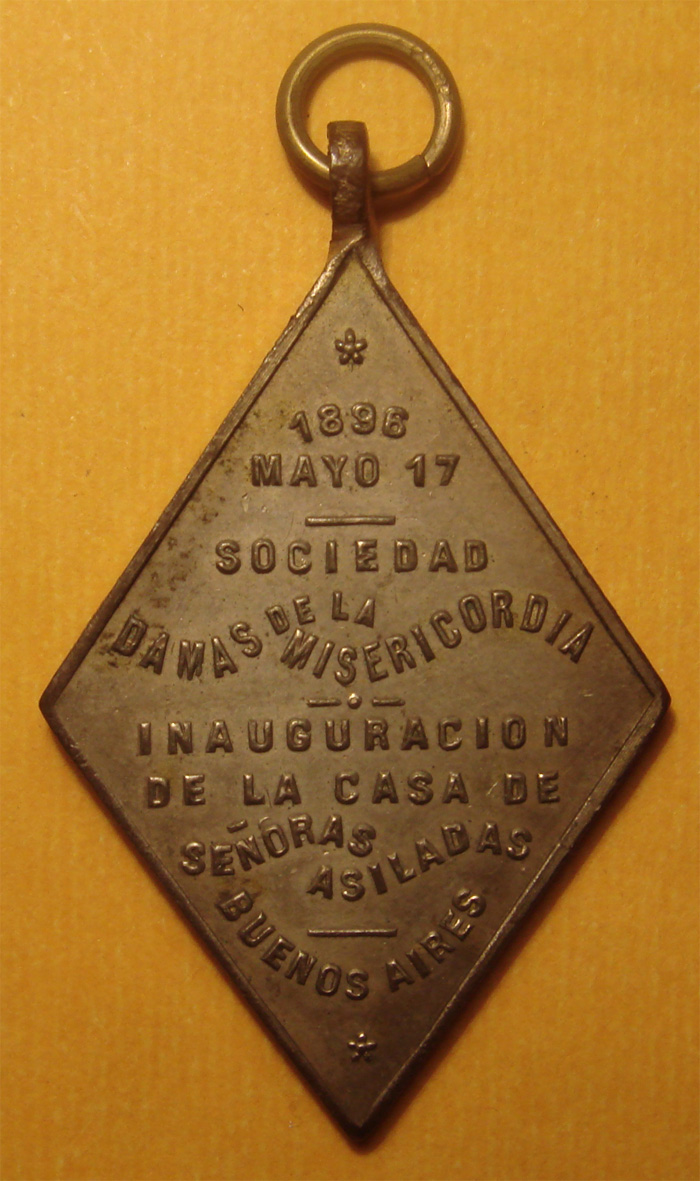 1896
MAYO 17
SOCIEDAD
DAMAS DE LA MISERICORDIA
INAUGURACION
DE LA CASA DE
SEÑORAS ASILADAS
BUENOS AIRES